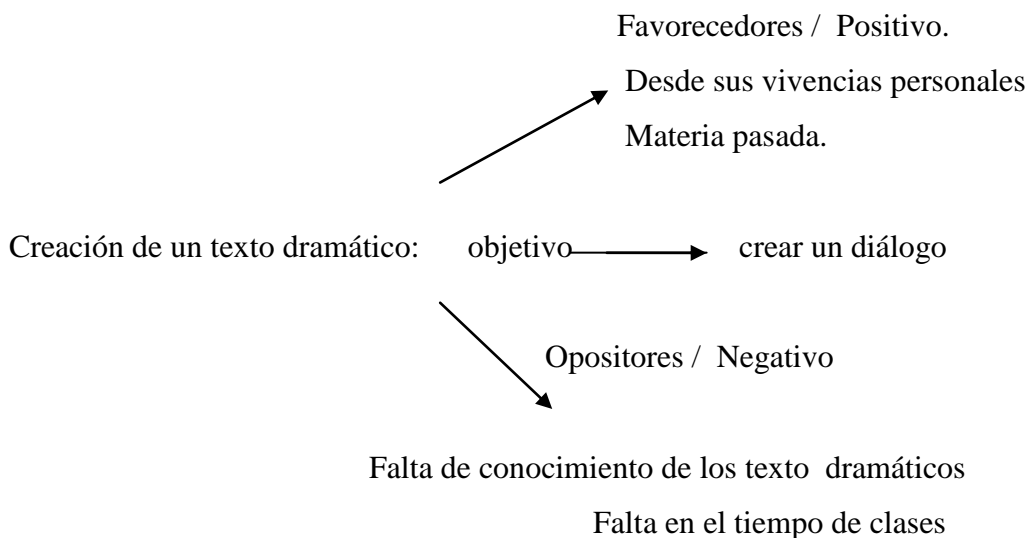 Favorecedores / Positivo.
Desde sus vivencias personales
Materia pasada.
Creación de un texto dramático: objetivo crear un diálogo
Opositores / Negativo
Falta de conocimiento de los texto dramáticos
Falta en el tiempo de clases